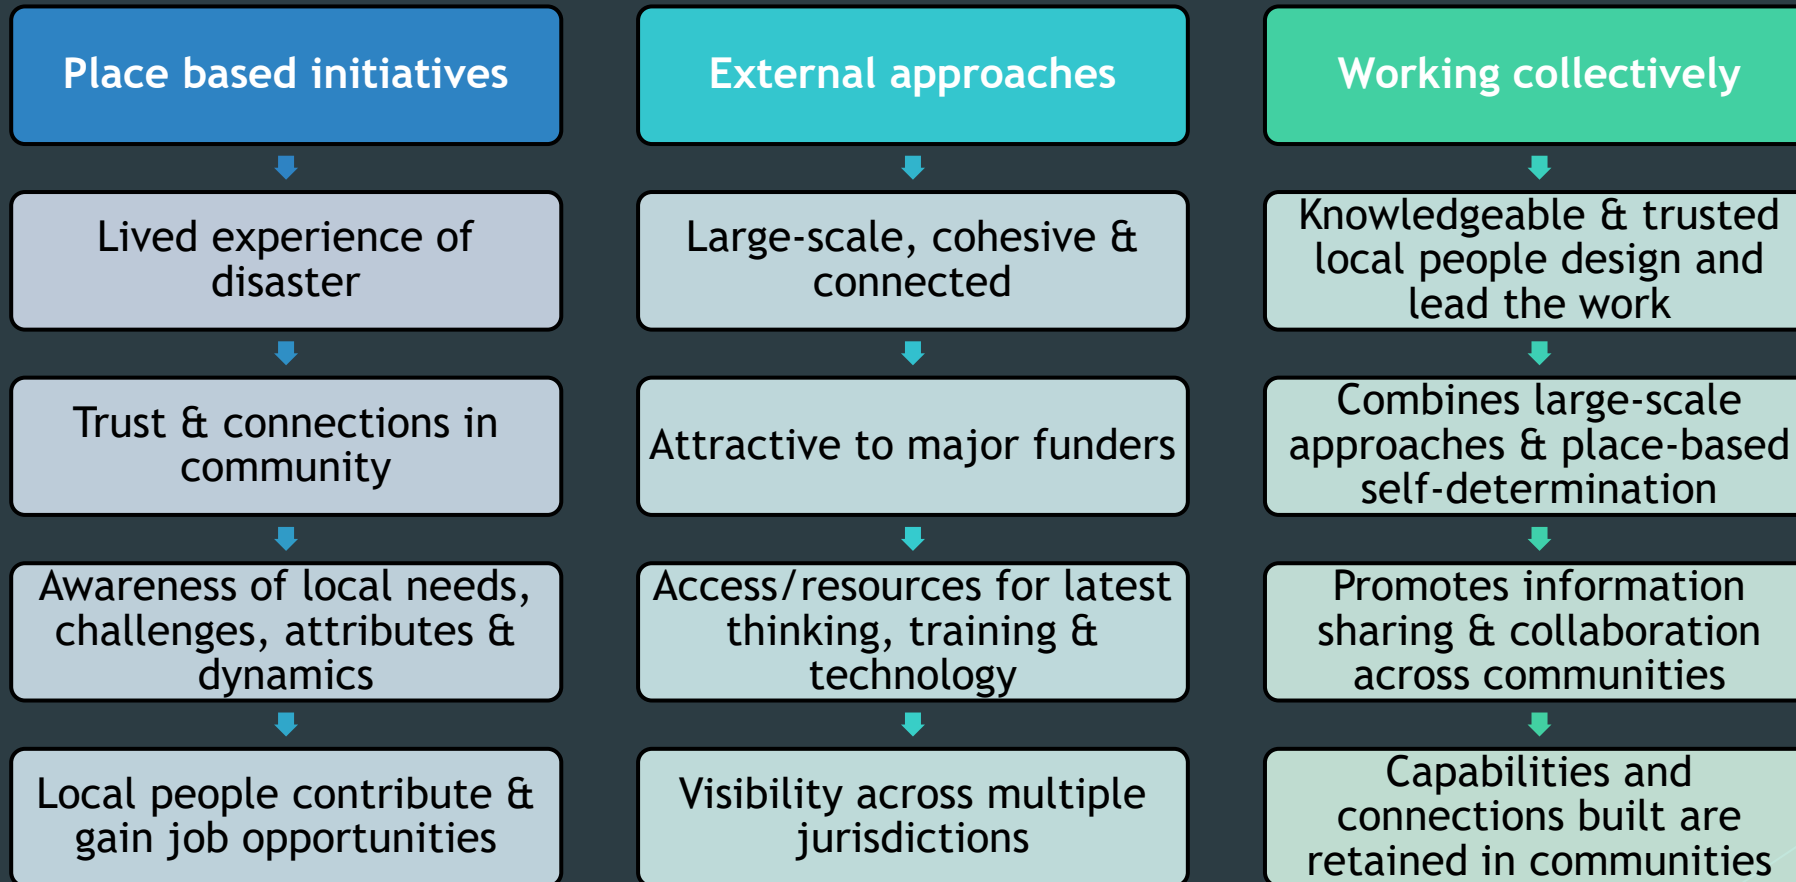 Place based initiatives
Lived experience of
disaster
Trust & connections in
community
Awareness of local needs,
challenges, attributes &
dynamics
Local people contribute &
gain job opportunities
External approaches
Large-scale, cohesive &
connected
Attractive to major funders
Access/resources for latest
thinking, training &
technology
Visibility across multiple
jurisdictions
Working collectively
Knowledgeable & trusted
local people design and
lead the work
Combines large-scale
approaches & place-based
self-determination
Promotes information
sharing & collaboration
across communities
Capabilities and
connections built are
retained in communities